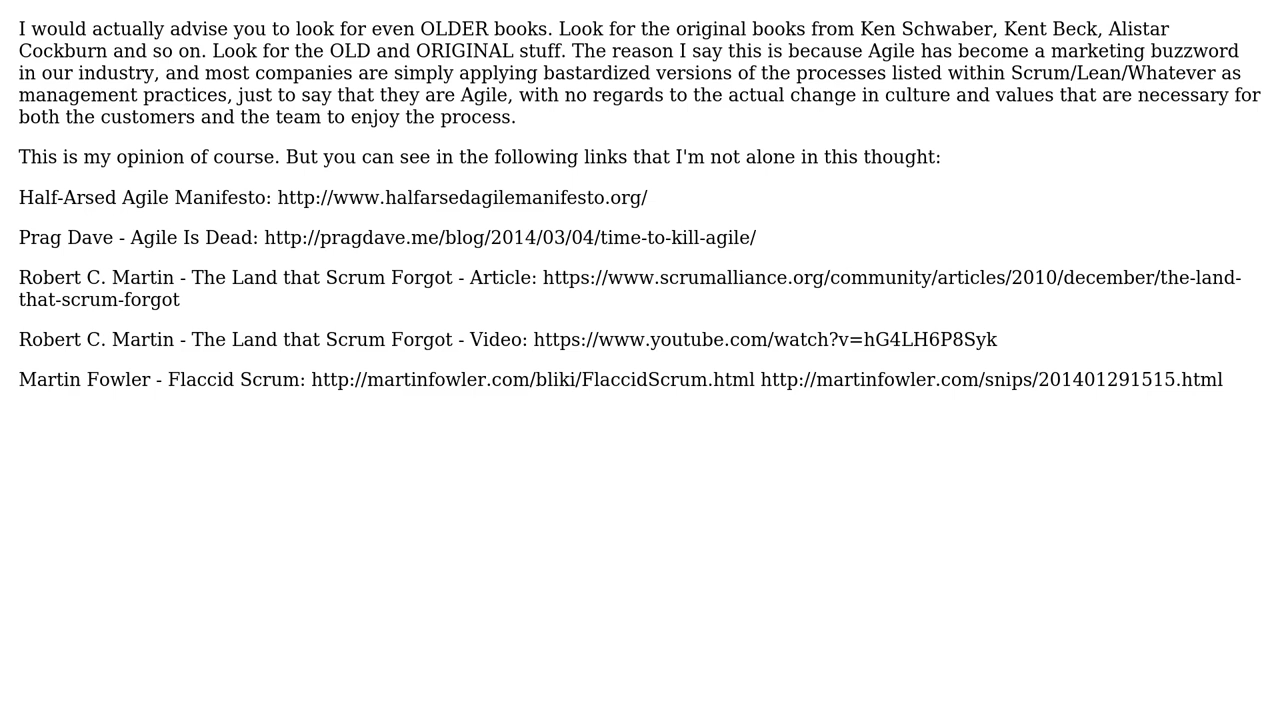 I would actually advise you to look for even OLDER books. Look for the original books from Ken Schwaber, Kent Beck, Alistar
Cockburn and so on. Look for the OLD and ORIGINAL stuff. The reason I say this is because Agile has become a marketing buzzword
in our industry, and most companies are simply applying bastardized versions of the processes listed within Scrum/Lean/Whatever as
management practices, just to say that they are Agile, with no regards to the actual change in culture and values that are necessary for
both the customers and the team to enjoy the process.
This is my opinion of course. But you can see in the following links that I'm not alone in this thought:
Half-Arsed Agile Manifesto: http://www.halfarsedagilemanifesto.org/
Prag Dave - Agile Is Dead: http://pragdave.me/blog/2014/03/04/time-to-kill-agile/
Robert C. Martin - The Land that Scrum Forgot - Article: https://www.scrumalliance.org/community/articles/2010/december/the-land-
that-scrum-forgot
Robert C. Martin - The Land that Scrum Forgot - Video: https://www.youtube.com/watch?v=hG4LH6P8Syk
Martin Fowler - Flaccid Scrum: http://martinfowler.com/bliki/FlaccidScrum.html http://martinfowler.com/snips/201401291515.html